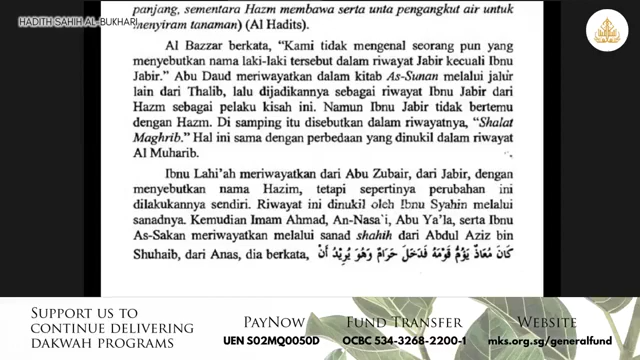 HADITH SAHIH AL-BUKHARI
panjang, sementara Hazm membawa serta unta pengangkut air untuk
menyiram tanaman) (Al Hadits).
Al Bazzar berkata, "Kami tidak mengenal seorang pun yang
menyebutkan nama laki-laki tersebut dalam riwayat Jabir kecuali Ibnu
Jabir." Abu Daud meriwayatkan dalam kitab As-Sunan melalui jalur
lain dari Thalib, lalu dijadikannya sebagai riwayat Ibnu Jabir dari
Hazm sebagai pelaku kisah ini. Namun Ibnu Jabir tidak bertemu
dengan Hazm. Di samping itu disebutkan dalam riwayatnya, "Shalat
Maghrib." Hal ini sama dengan perbedaan yang dinukil dalam riwayat
Al Muharib.
Ibnu Lahi'ah meriwayatkan dari Abu Zubair, dari Jabir, dengan
menyebutkan nama Hazim, tetapi sepertinya perubahan ini
dilakukannya sendiri. Riwayat ini dinukil oleh Ibnu Syahin melalui
sanadnya. Kemudian Imam Ahmad, An-Nasa'i, Abu Ya'la, serta Ibnu
As-Sakan meriwayatkan melalui sanad shahih dari Abdul Aziz bin
Shuhaib, dari Anas, dia berkata, كَانَ مُعَاذٌ يَؤُمُّ قَوْمَهُ فَدَخَلَ حَرَامٌ وَهُوَ يُرِيْدُ أَنْ
SUPPORT US TO
CONTINUE DELIVERING
DAKWAH PROGRAMS
PAYNOW
UEN S02MQ0050D
FUND TRANSFER
OCBC 534-3268-2200-1
WEBSITE
mks.org.sg/generalfund